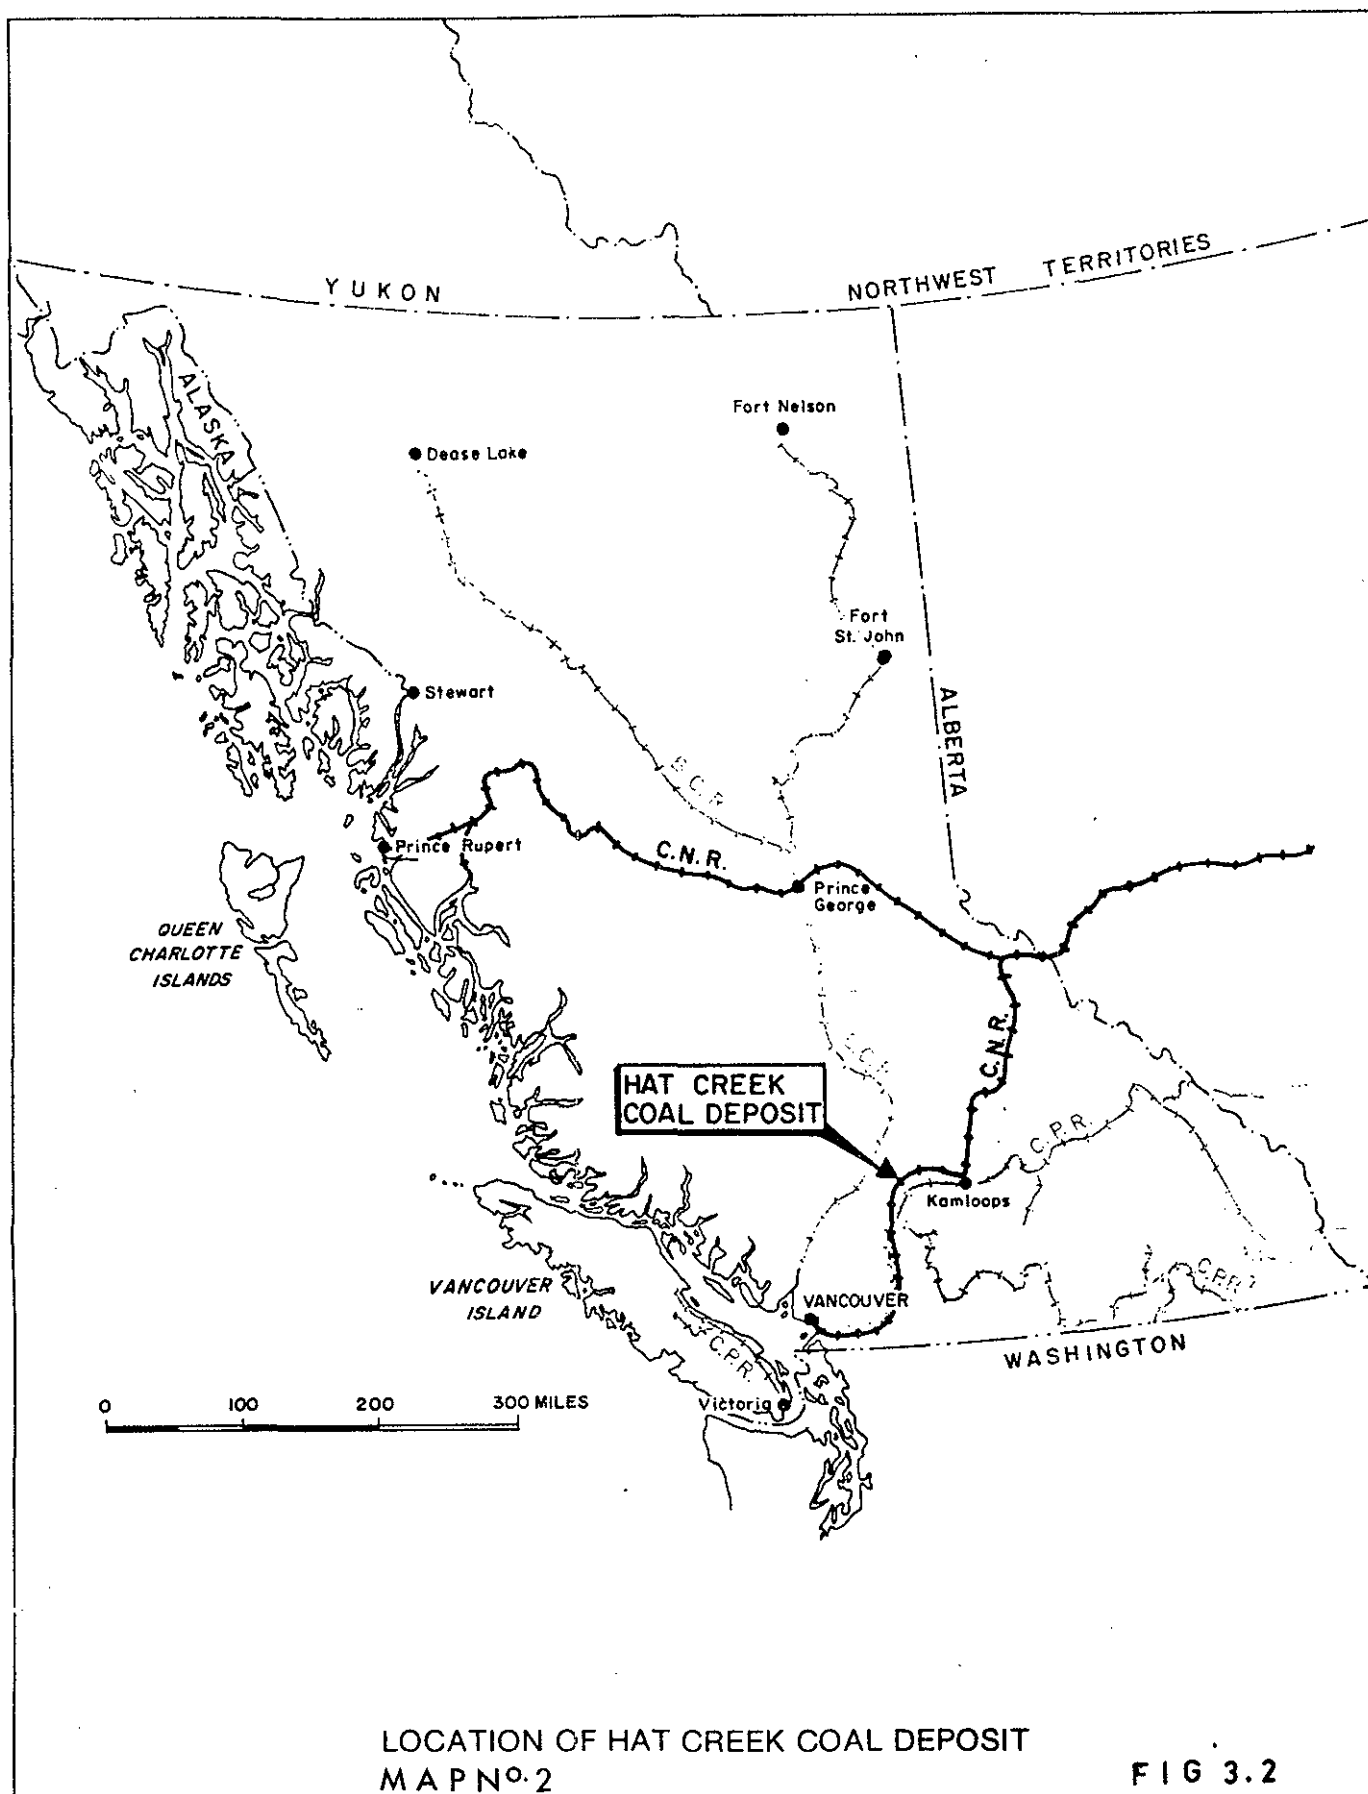 YUKON
NORTHWEST TERRITORIES
ALASKA
Fort Nelson
Dease Lake
Fort
St. John
Stewart
ALBERTA
B.C.R.
Prince Rupert
C.N.R.
Prince
George
QUEEN
CHARLOTTE
ISLANDS
C.N.R.
B.C.R.
HAT CREEK
COAL DEPOSIT
C.P.R.
Kamloops
VANCOUVER
ISLAND
VANCOUVER
C.P.R.
WASHINGTON
C.P.R.
Victoria
0 100 200 300 MILES
LOCATION OF HAT CREEK COAL DEPOSIT
MAP No. 2
FIG 3.2